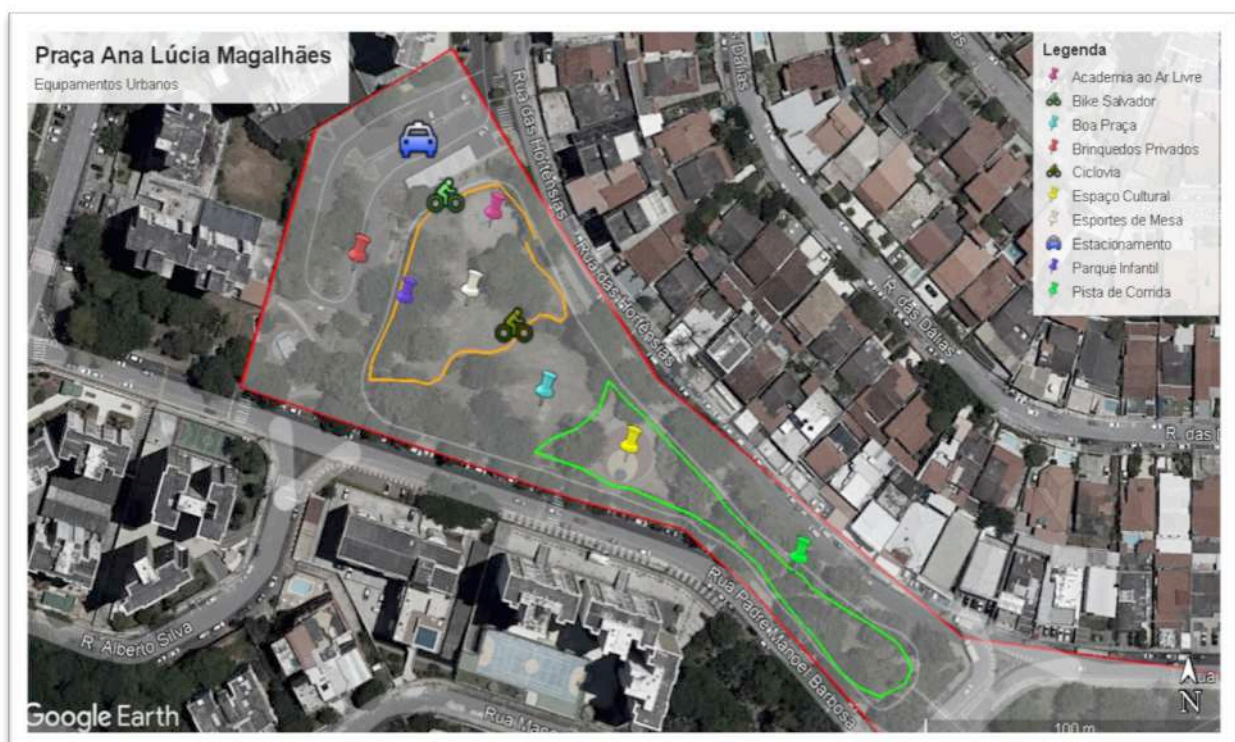 Praça Ana Lúcia Magalhães
Equipamentos Urbanos
Legenda
Academia ao Ar Livre
Bike Salvador
Boa Praça
Brinquedos Privados
Ciclovia
Espaço Cultural
Esportes de Mesa
Estacionamento
Parque Infantil
Pista de Corrida
Rua das Hortênsias
Rua das Hortênsias
Dálias
R. das Dálias
R. das
Rua Padre Manoel Barbosa
R. Alberto Silva
Rua
Google Earth
100 m
N